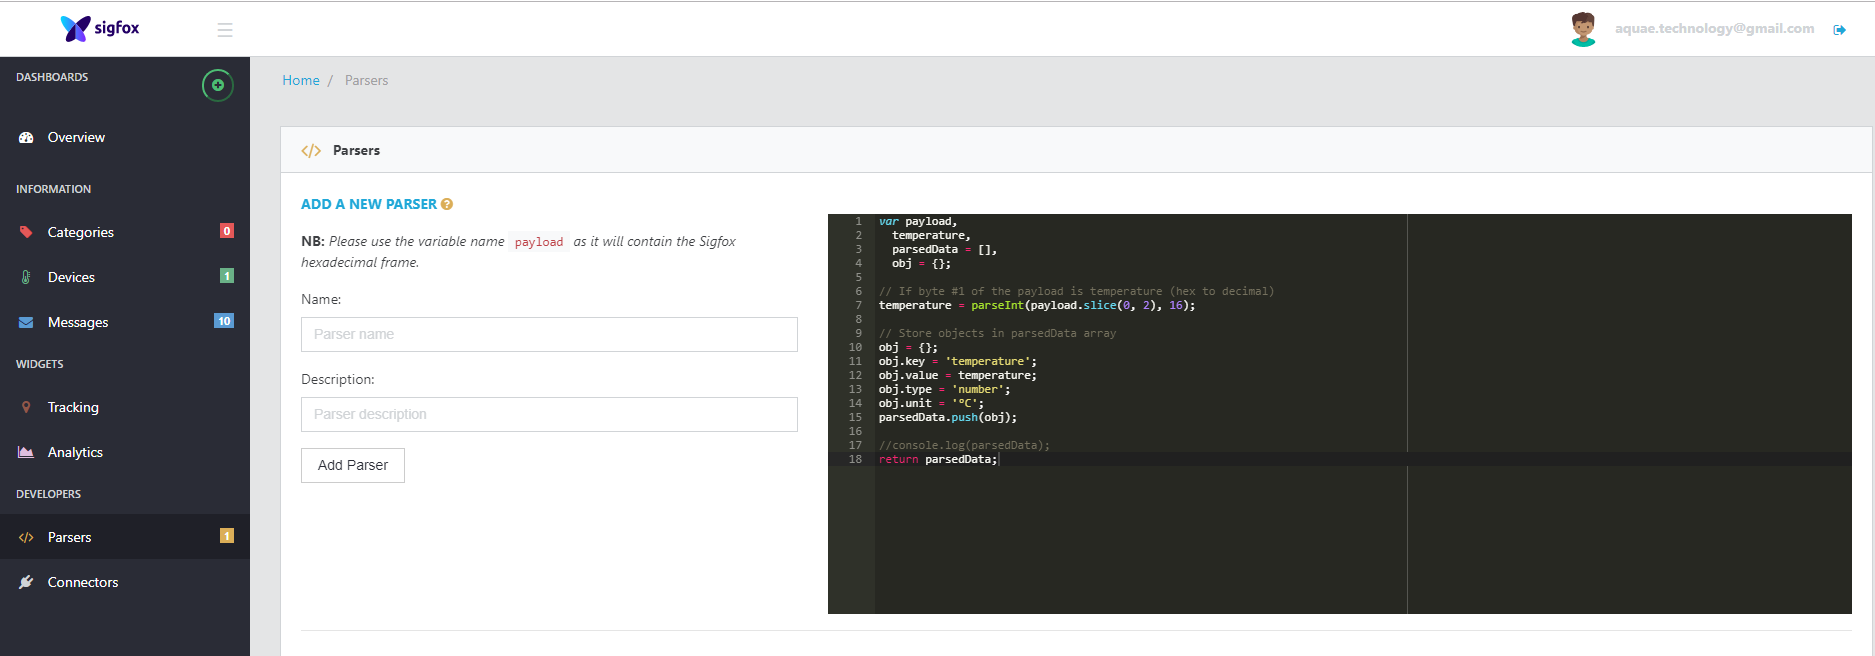 sigfox
aquae.technology@gmail.com
DASHBOARDS
Overview
INFORMATION
Categories 0
Devices 1
Messages 10
WIDGETS
Tracking
Analytics
DEVELOPERS
Parsers 1
Connectors
Home / Parsers
</> Parsers
ADD A NEW PARSER ?
NB: Please use the variable name payload as it will contain the Sigfox
hexadecimal frame.
Name:
Parser name
Description:
Parser description
Add Parser
1 var payload,
2 temperature,
3 parsedData = [],
4 obj = {};
5
6 // If byte #1 of the payload is temperature (hex to decimal)
7 temperature = parseInt(payload.slice(0, 2), 16);
8
9 // Store objects in parsedData array
10 obj = {};
11 obj.key = 'temperature';
12 obj.value = temperature;
13 obj.type = 'number';
14 obj.unit = '°C';
15 parsedData.push(obj);
16
17 //console.log(parsedData);
18 return parsedData;